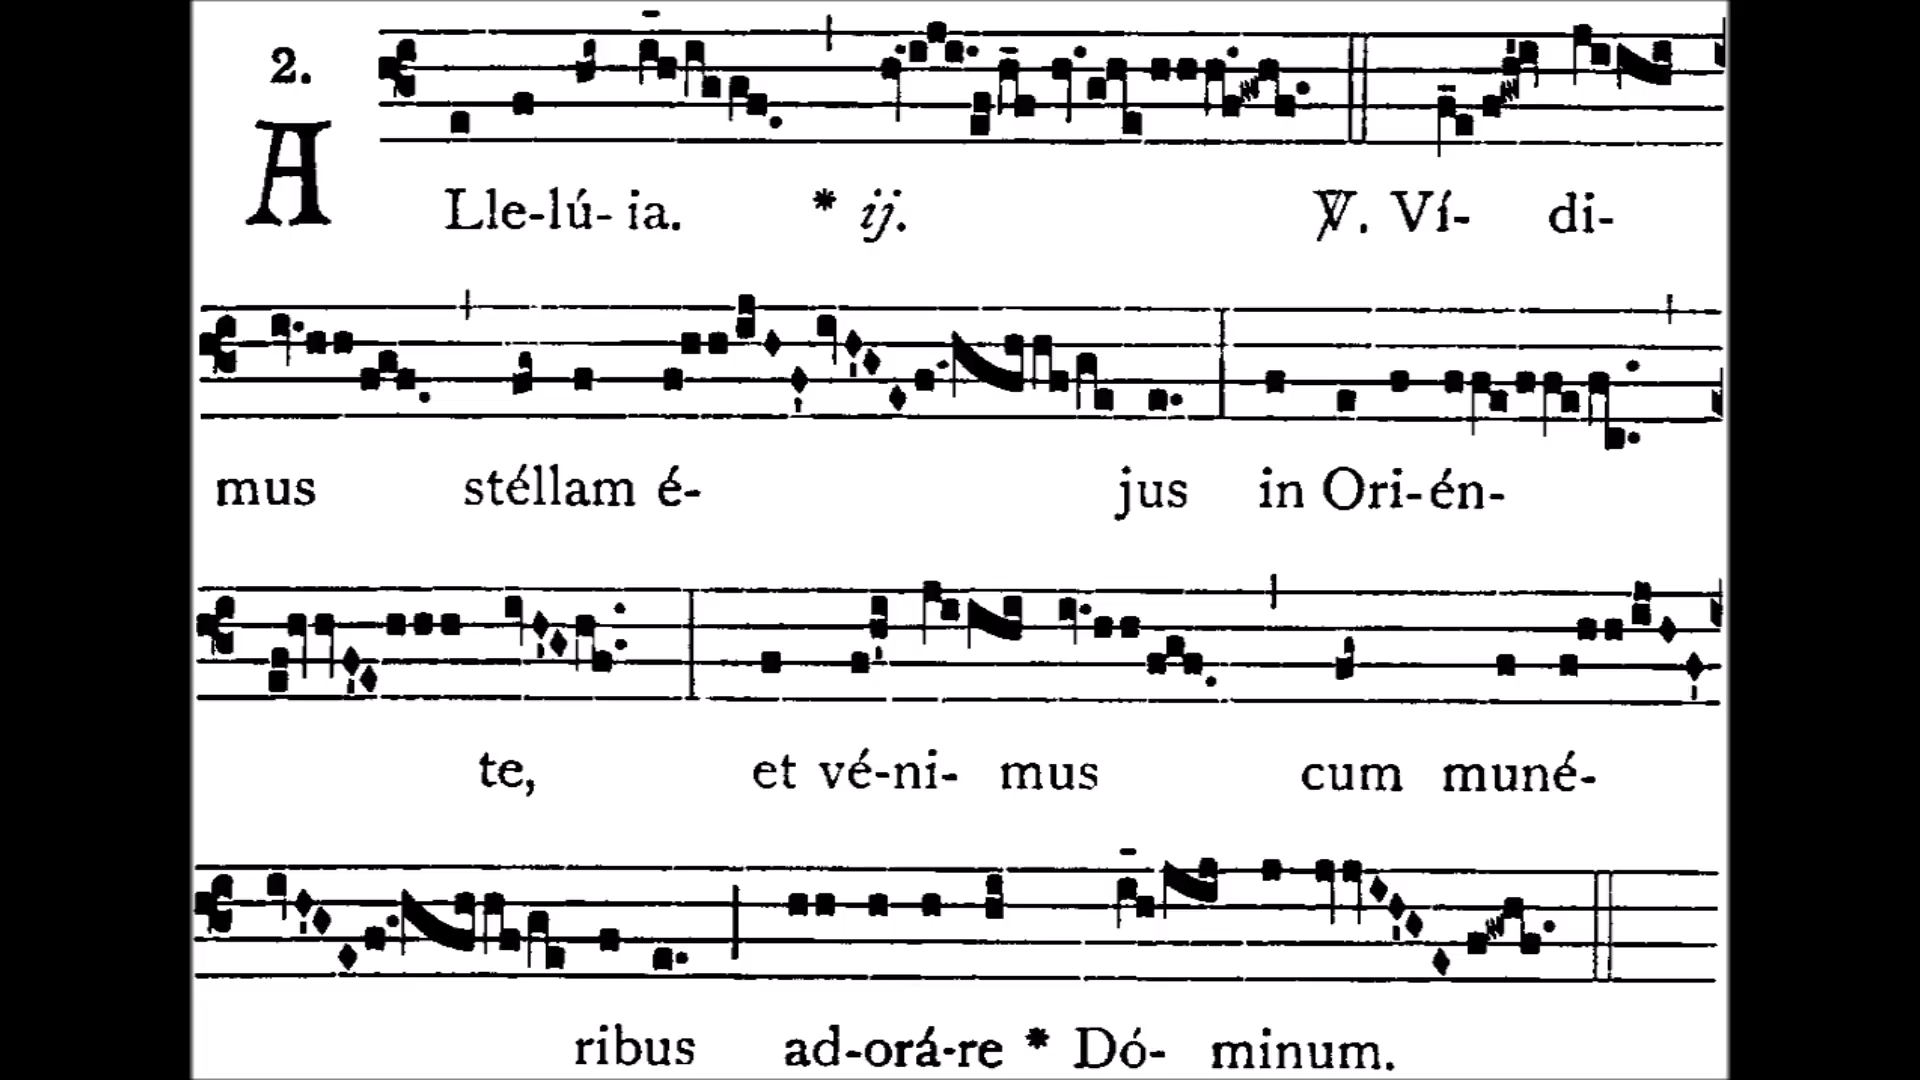 2.
ALle-lú- ia. * ij. ℣. Ví- di-
mus stéllam é- jus in Ori-én-
te, et vé-ni- mus cum muné-
ribus ad-orá-re * Dó- minum.